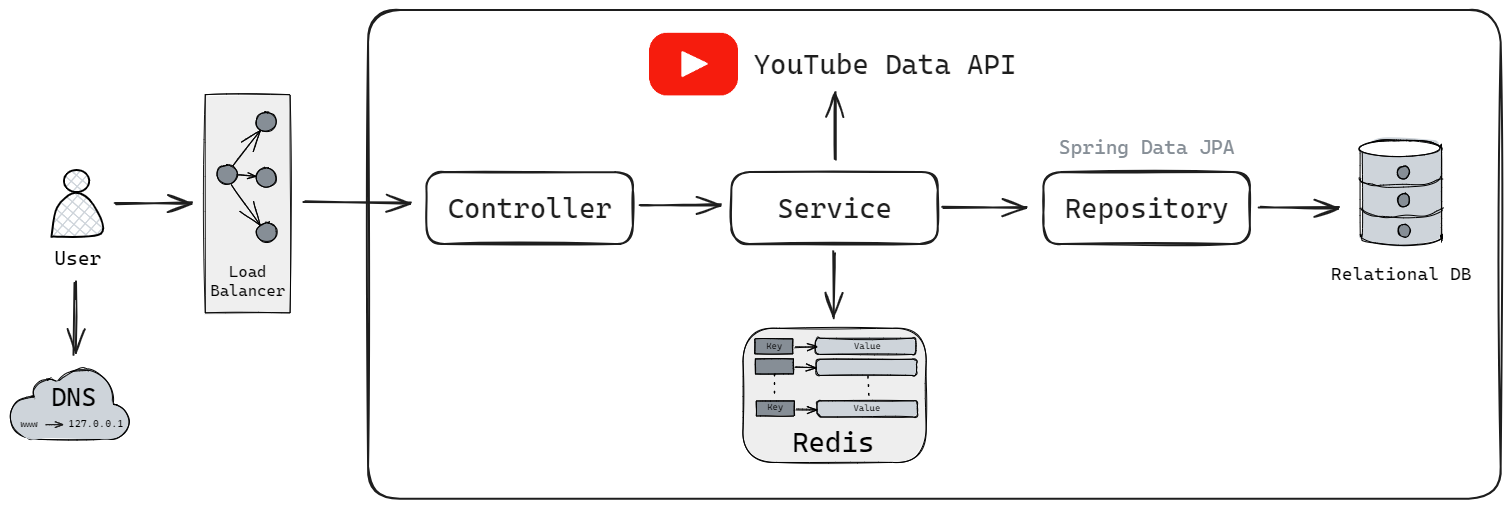 YouTube Data API
Spring Data JPA
Controller
Service
Repository
User
Load
Balancer
Relational DB
Key
Value
Key
Value
Redis
DNS
www
127.0.0.1